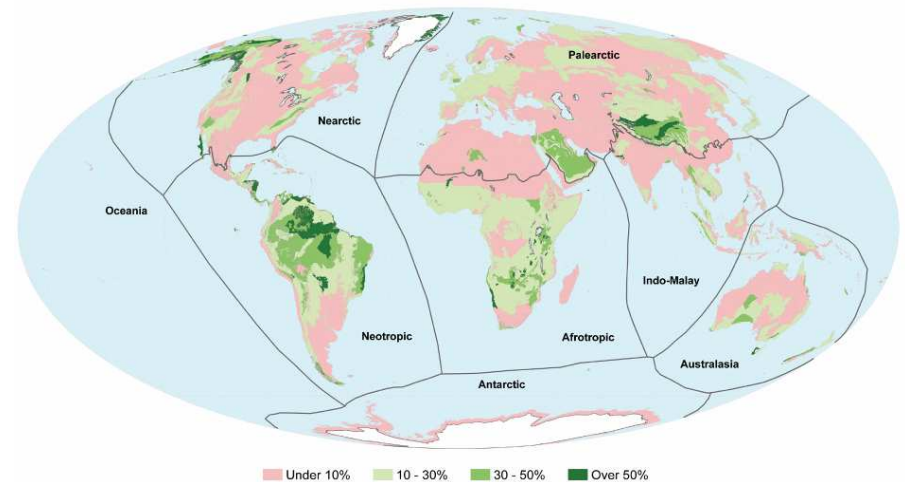 Palearctic
Nearctic
Oceania
Indo-Malay
Neotropic
Afrotropic
Australasia
Antarctic
Under 10%
10 - 30%
30 - 50%
Over 50%